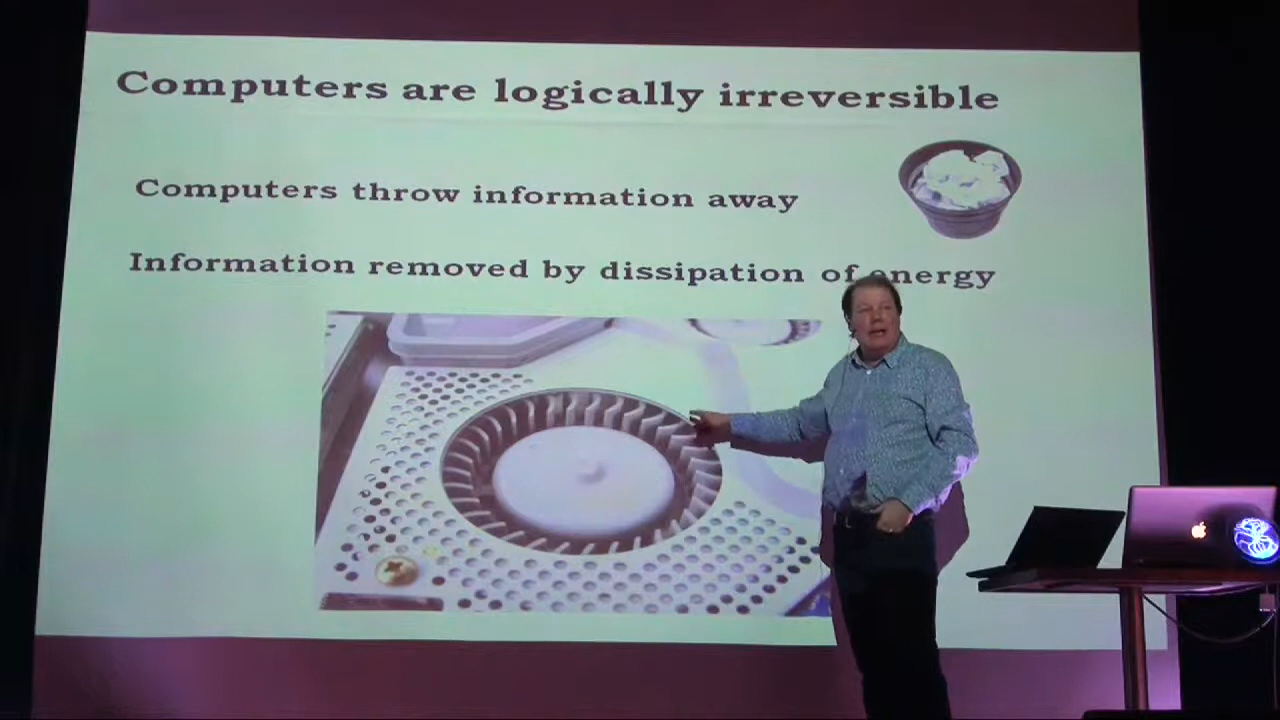 Computers are logically irreversible
Computers throw information away
Information removed by dissipation of energy